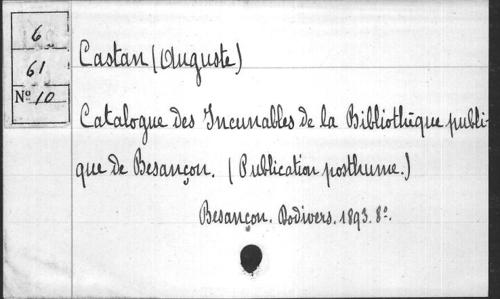 6
61
Nº 10
Castan (Auguste)
Catalogue des Incunables de la Bibliothèque publi-
que de Besançon. (Publication posthume.)
Besançon. Dodivers. 1893. 8º.